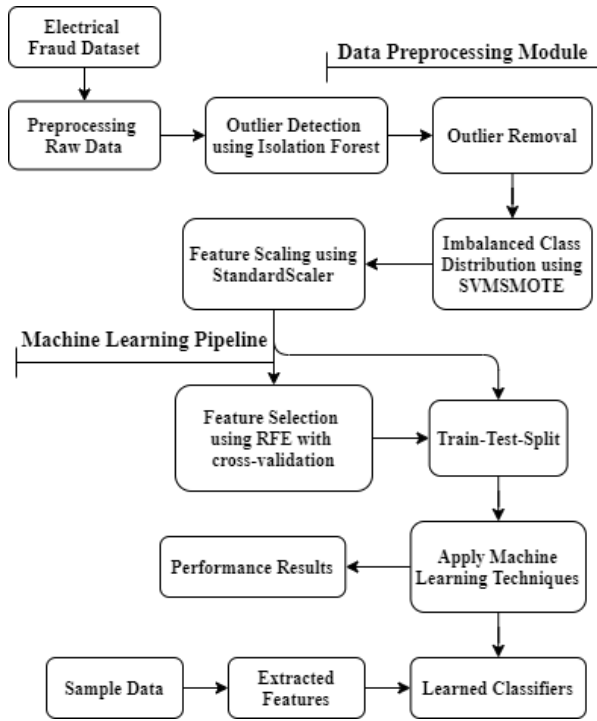 Electrical
Fraud Dataset
Data Preprocessing Module
Preprocessing
Raw Data
Outlier Detection
using Isolation Forest
Outlier Removal
Feature Scaling using
StandardScaler
Imbalanced Class
Distribution using
SVMSMOTE
Machine Learning Pipeline
Feature Selection
using RFE with
cross-validation
Train-Test-Split
Performance Results
Apply Machine
Learning Techniques
Sample Data
Extracted
Features
Learned Classifiers